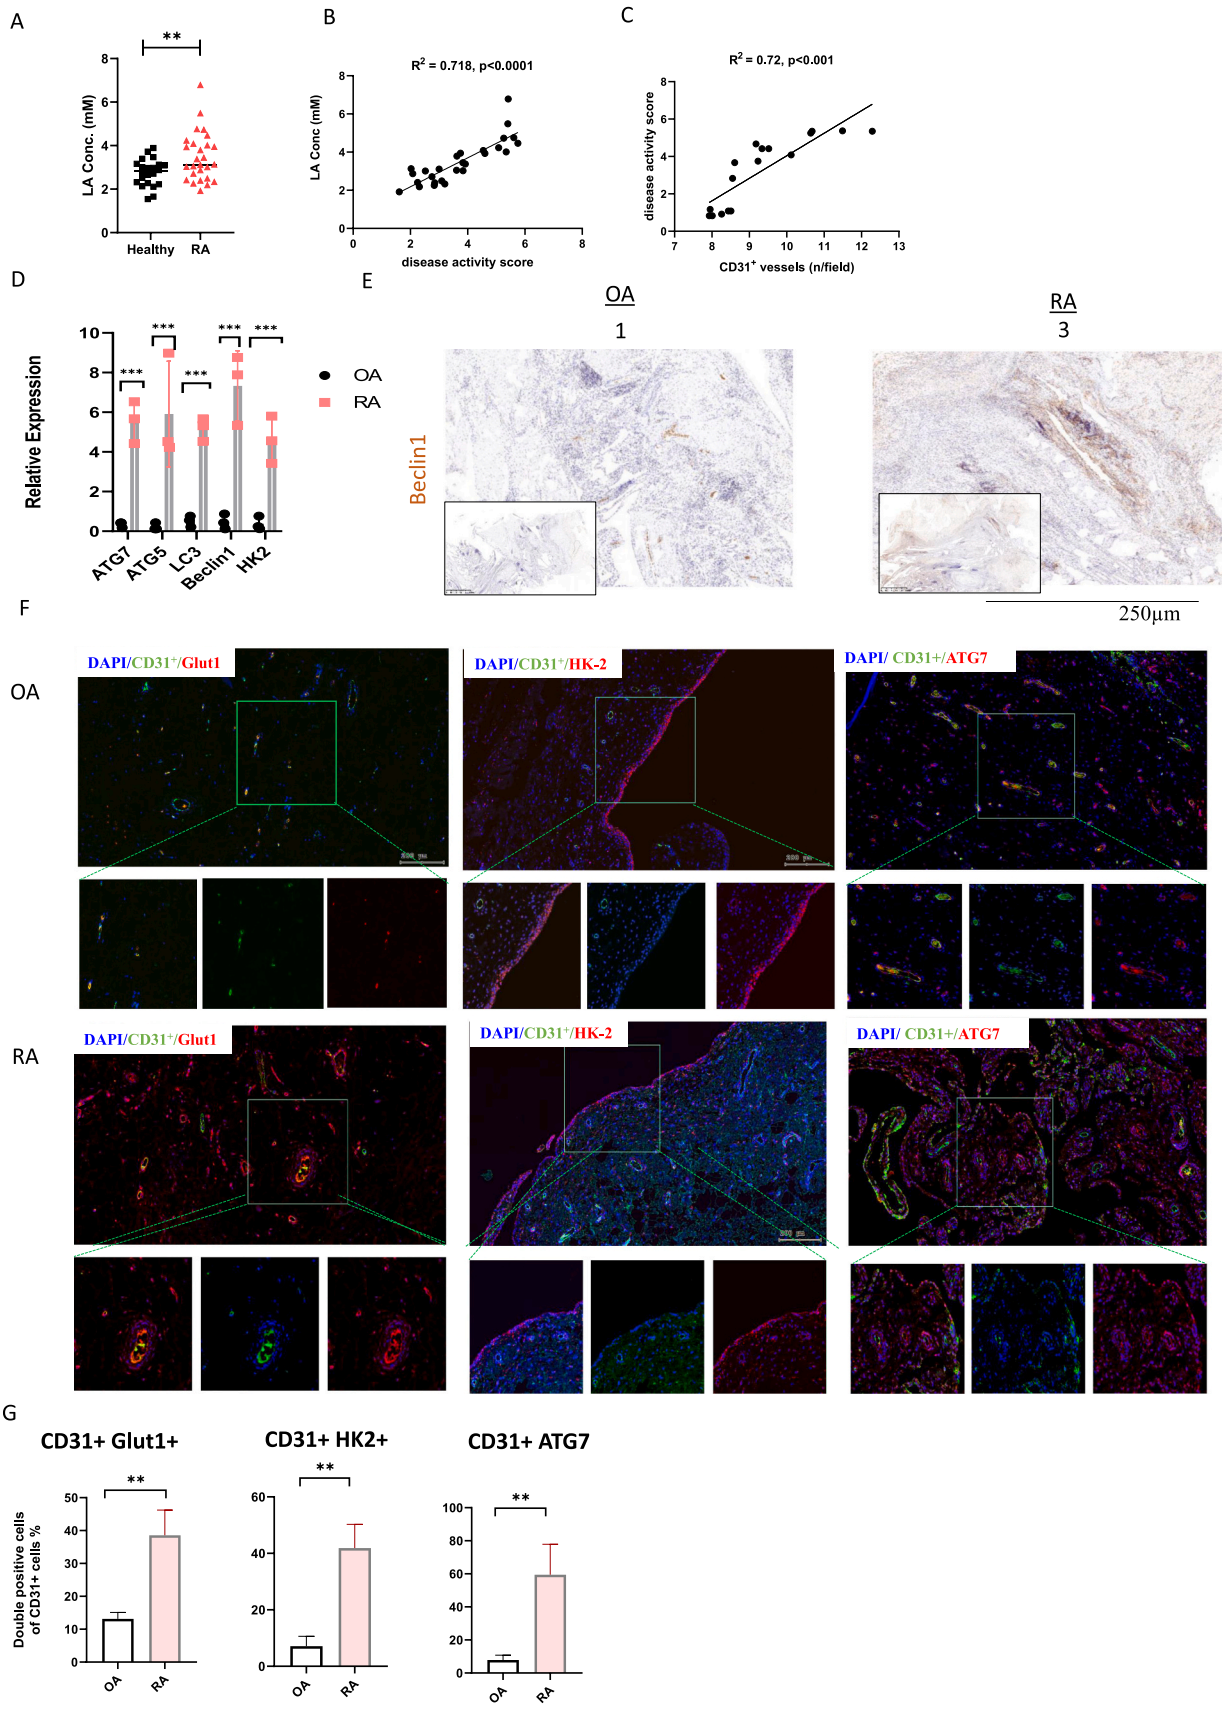 A
**
LA Conc. (mM)
8
6
4
2
0
Healthy
RA
B
R² = 0.718, p<0.0001
LA Conc (mM)
8
6
4
2
0
0 2 4 6 8
disease activity score
C
R² = 0.72, p<0.001
disease activity score
8
6
4
2
0
7 8 9 10 11 12 13
CD31⁺ vessels (n/field)
D
Relative Expression
10
8
6
4
2
0
*** *** *** *** ***
ATG7 ATG5 LC3 Beclin1 HK2
OA
RA
E
OA
1
RA
3
Beclin1
250µm
F
OA
DAPI/CD31⁺/Glut1
200 µm
DAPI/CD31⁺/HK-2
200 µm
DAPI/ CD31+/ATG7
RA
DAPI/CD31⁺/Glut1
DAPI/CD31⁺/HK-2
DAPI/ CD31+/ATG7
G
CD31+ Glut1+
**
Double positive cells
of CD31+ cells %
50
40
30
20
10
0
OA RA
CD31+ HK2+
**
60
40
20
0
OA RA
CD31+ ATG7
**
100
80
60
40
20
0
OA RA